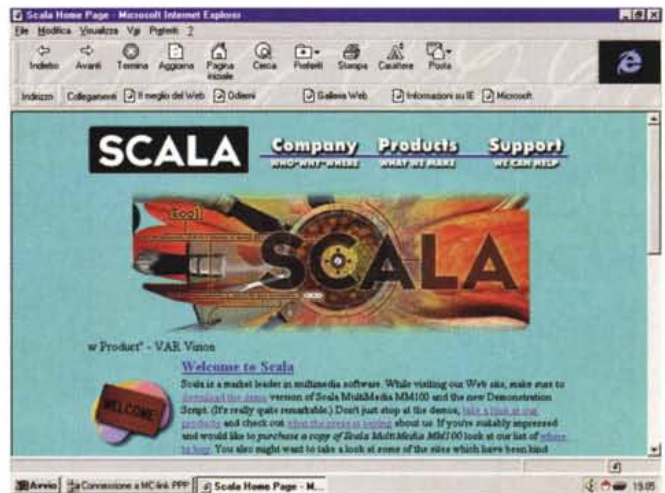 Scala Home Page - Microsoft Internet Explorer
File Modifica Visualizza Vai Preferiti ?
Indietro Avanti Termina Aggiorna Pagina iniziale Cerca Preferiti Stampa Carattere Posta
Indirizzo Collegamenti Il meglio del Web Odierni Galleria Web Informazioni su IE Microsoft
SCALA Company Products Support
WHO-WHY-WHERE WHAT WE MAKE WE CAN HELP
tool
SCALA
w Product" - VAR Vision
Welcome to Scala
WELCOME
Scala is a market leader in multimedia software. While visiting our Web site, make sure to
download the demo version of Scala MultiMedia MM100 and the new Demonstration
Script. (It's really quite remarkable.) Don't just stop at the demos, take a look at our
products and check out what the press is saying about us. If you're suitably impressed
and would like to purchase a copy of Scala MultiMedia MM100 look at our list of where
to buy. You also might want to take a look at some of the sites which have been kind
Avvio Connessione a MC-link PPP Scala Home Page - M... 19.05